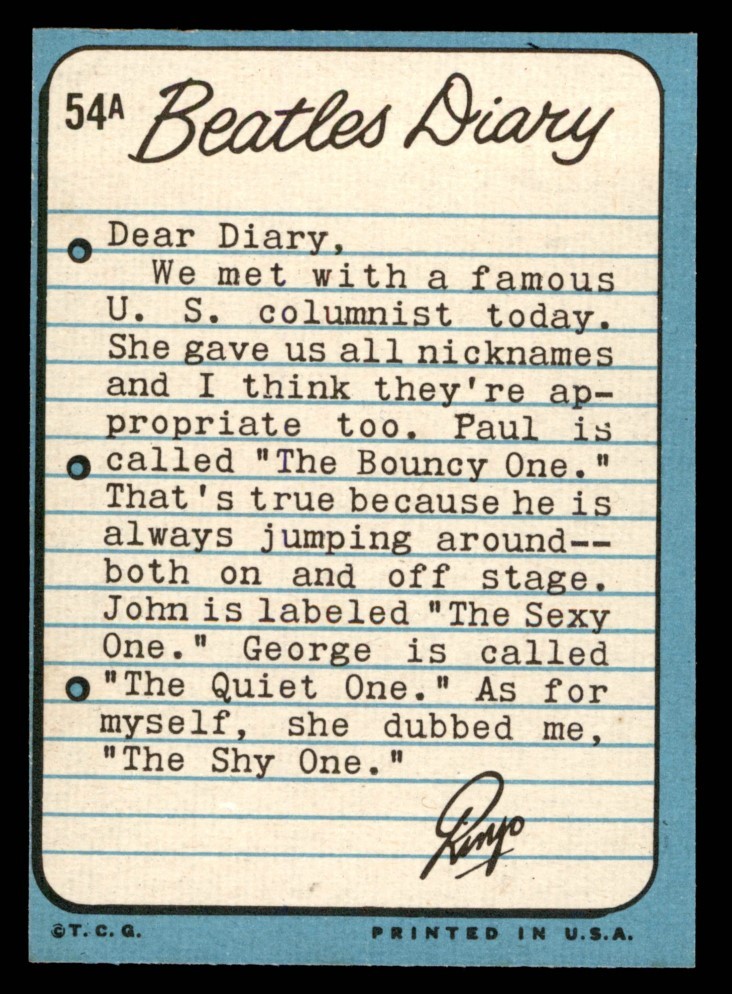 54A Beatles Diary
Dear Diary,
We met with a famous
U. S. columnist today.
She gave us all nicknames
and I think they're ap-
propriate too. Paul is
called "The Bouncy One."
That's true because he is
always jumping around--
both on and off stage.
John is labeled "The Sexy
One." George is called
"The Quiet One." As for
myself, she dubbed me,
"The Shy One."
Ringo
©T.C.G. PRINTED IN U.S.A.